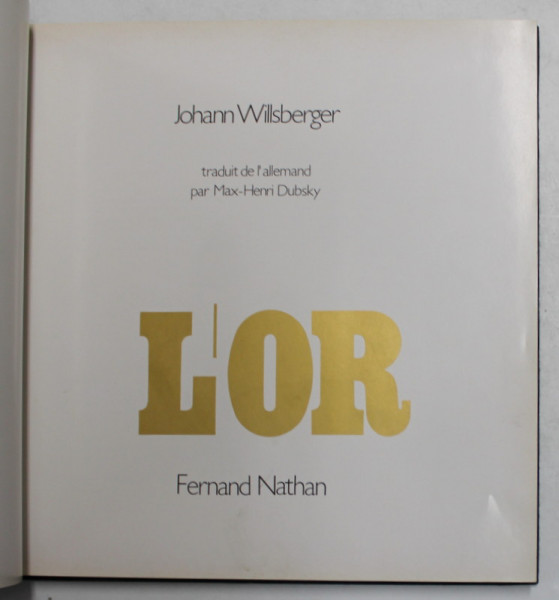 Johann Willsberger
traduit de l'allemand
par Max-Henri Dubsky
L'OR
Fernand Nathan